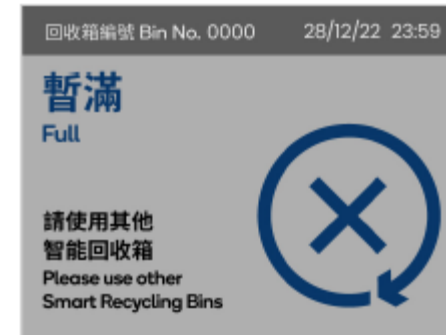 回收箱編號 Bin No. 0000 28/12/22 23:59
暫滿
Full
請使用其他
智能回收箱
Please use other
Smart Recycling Bins